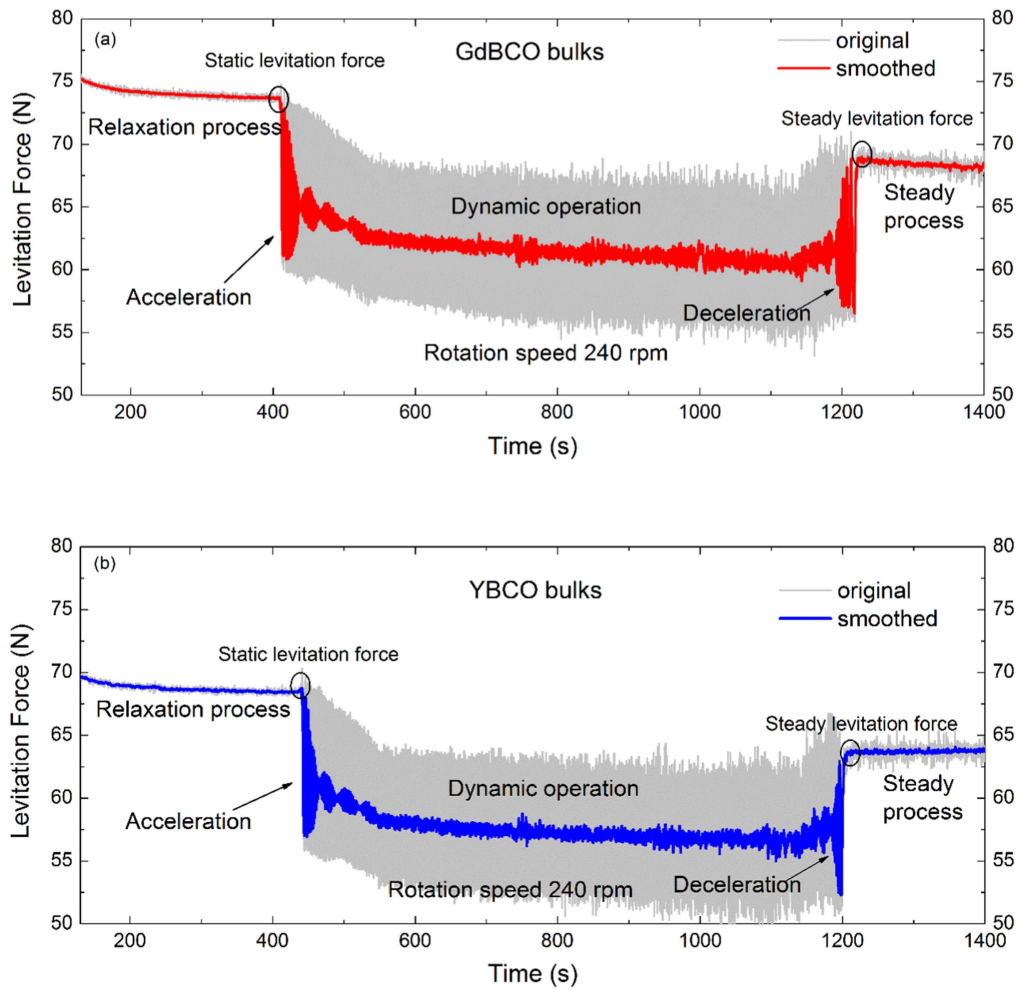 80
80
(a)
GdBCO bulks
original
smoothed
75
75
Static levitation force
Relaxation process
70
70
Steady levitation force
Levitation Force (N)
Dynamic operation
Steady
process
65
65
Acceleration
60
60
Deceleration
55
55
Rotation speed 240 rpm
50
50
200 400 600 800 1000 1200 1400
Time (s)
80
80
(b)
YBCO bulks
original
smoothed
75
75
Static levitation force
70
70
Relaxation process
Steady levitation force
Levitation Force (N)
65
65
Dynamic operation
Steady
process
60
60
Acceleration
55
55
Rotation speed 240 rpm
Deceleration
50
50
200 400 600 800 1000 1200 1400
Time (s)